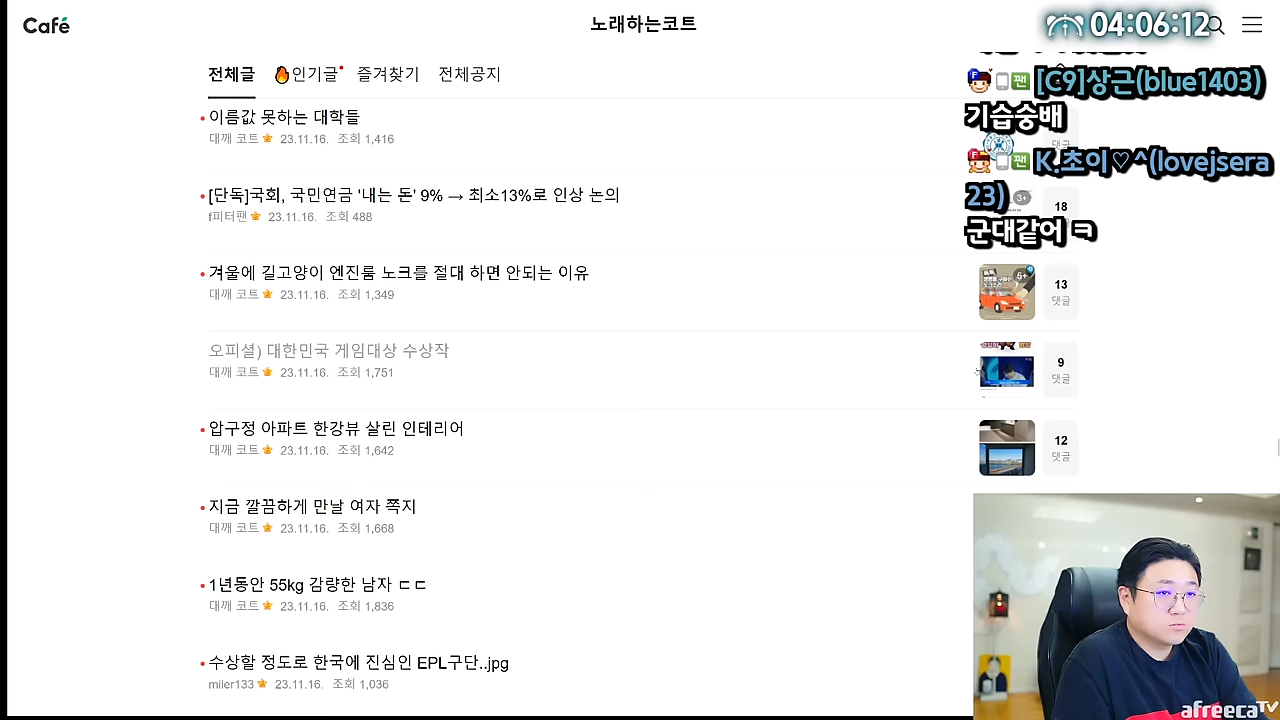 Café
노래하는코트
04:06:12
전체글 인기글 즐겨찾기 전체공지
[C9]상근(blue1403)
기습숭배
K.초이♡^(lovejsera
23)
군대같어 ㅋ
이름값 못하는 대학들
대깨 코트 23.11.16. 조회 1,416
댓글
[단독]국회, 국민연금 '내는 돈' 9% → 최소13%로 인상 논의
f피터팬 23.11.16. 조회 488
3+
18
겨울에 길고양이 엔진룸 노크를 절대 하면 안되는 이유
대깨 코트 23.11.16. 조회 1,349
5+
13
댓글
오피셜) 대한민국 게임대상 수상작
대깨 코트 23.11.16. 조회 1,751
9
댓글
압구정 아파트 한강뷰 살린 인테리어
대깨 코트 23.11.16. 조회 1,642
12
댓글
지금 깔끔하게 만날 여자 쪽지
대깨 코트 23.11.16. 조회 1,668
1년동안 55kg 감량한 남자 ㄷㄷ
대깨 코트 23.11.16. 조회 1,836
수상할 정도로 한국에 진심인 EPL구단..jpg
miler133 23.11.16. 조회 1,036
afreecaTV